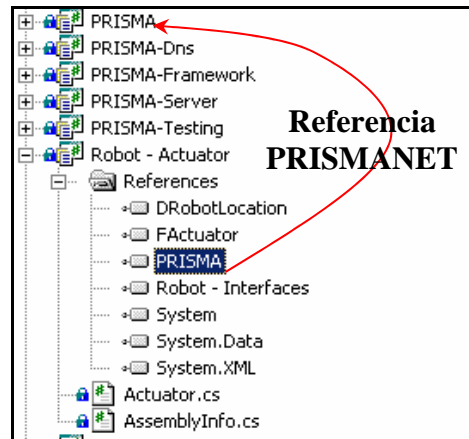 PRISMA
PRISMA-Dns
PRISMA-Framework
PRISMA-Server
PRISMA-Testing
Referencia
PRISMANET
Robot - Actuator
References
DRobotLocation
FActuator
PRISMA
Robot - Interfaces
System
System.Data
System.XML
Actuator.cs
AssemblyInfo.cs